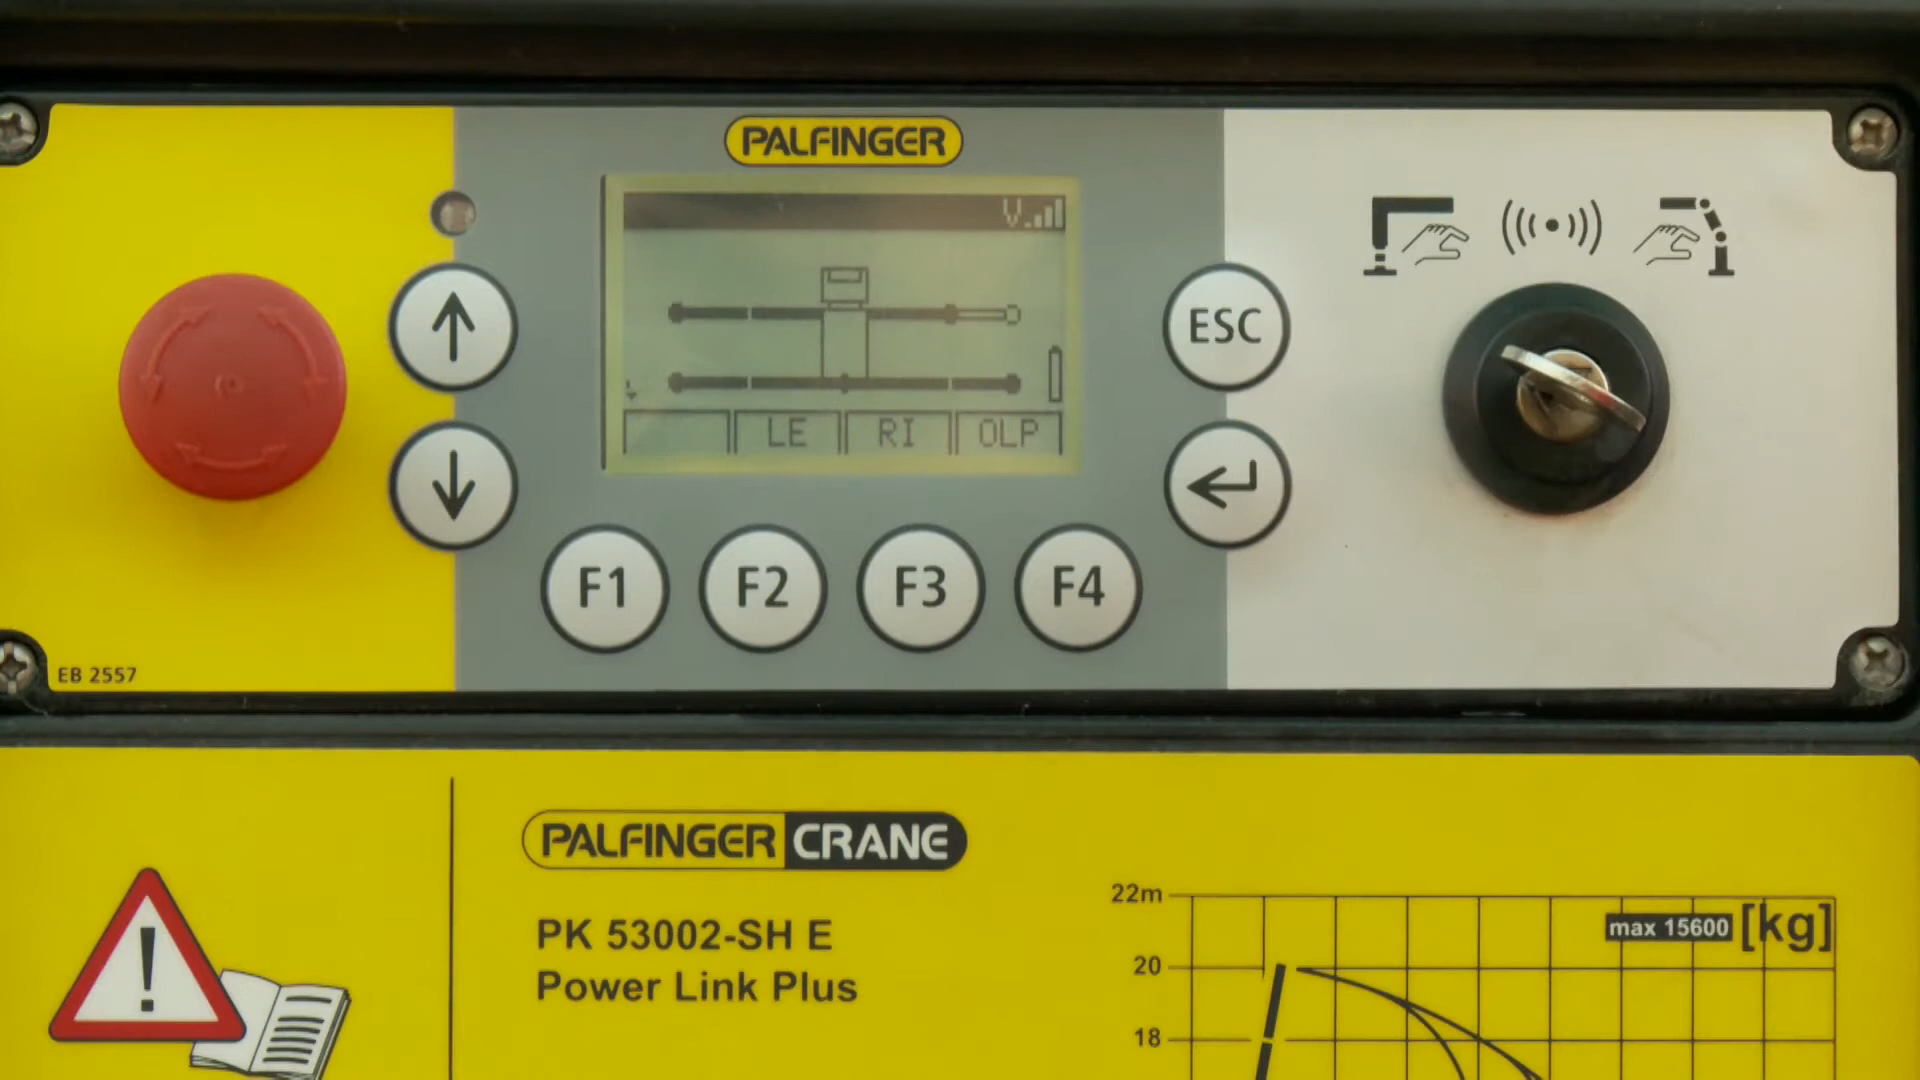 PALFINGER
V
ESC
LE RI OLP
F1 F2 F3 F4
EB 2557
PALFINGER CRANE
PK 53002-SH E
Power Link Plus
22m
max 15600 [kg]
20
18